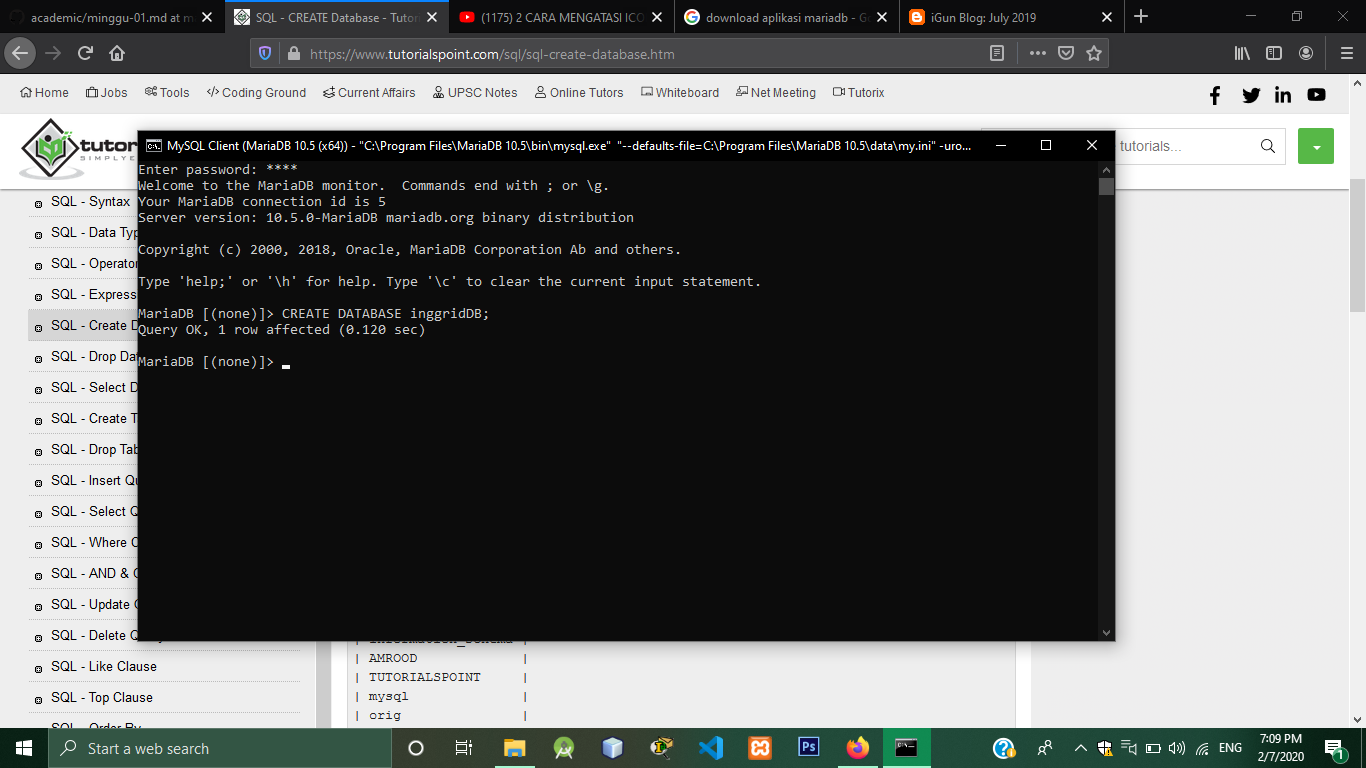 academic/minggu-01.md at m
SQL - CREATE Database - Tutor
(1175) 2 CARA MENGATASI ICO
download aplikasi mariadb - Go
iGun Blog: July 2019
https://www.tutorialspoint.com/sql/sql-create-database.htm
Home Jobs Tools Coding Ground Current Affairs UPSC Notes Online Tutors Whiteboard Net Meeting Tutorix
tutor
SIMPLYE
tutorials...
MySQL Client (MariaDB 10.5 (x64)) - "C:\Program Files\MariaDB 10.5\bin\mysql.exe" "--defaults-file=C:\Program Files\MariaDB 10.5\data\my.ini" -uro...
Enter password: ****
Welcome to the MariaDB monitor.  Commands end with ; or \g.
Your MariaDB connection id is 5
Server version: 10.5.0-MariaDB mariadb.org binary distribution
Copyright (c) 2000, 2018, Oracle, MariaDB Corporation Ab and others.
Type 'help;' or '\h' for help. Type '\c' to clear the current input statement.
MariaDB [(none)]> CREATE DATABASE inggridDB;
Query OK, 1 row affected (0.120 sec)
MariaDB [(none)]>
SQL - Syntax
SQL - Data Typ
SQL - Operator
SQL - Express
SQL - Create D
SQL - Drop Dat
SQL - Select D
SQL - Create T
SQL - Drop Tab
SQL - Insert Qu
SQL - Select Q
SQL - Where C
SQL - AND & O
SQL - Update Q
SQL - Delete Query
SQL - Like Clause
SQL - Top Clause
SQL - Order By
| information_schema |
| AMROOD |
| TUTORIALSPOINT |
| mysql |
| orig |
Start a web search
Ps
ENG
7:09 PM
2/7/2020
1